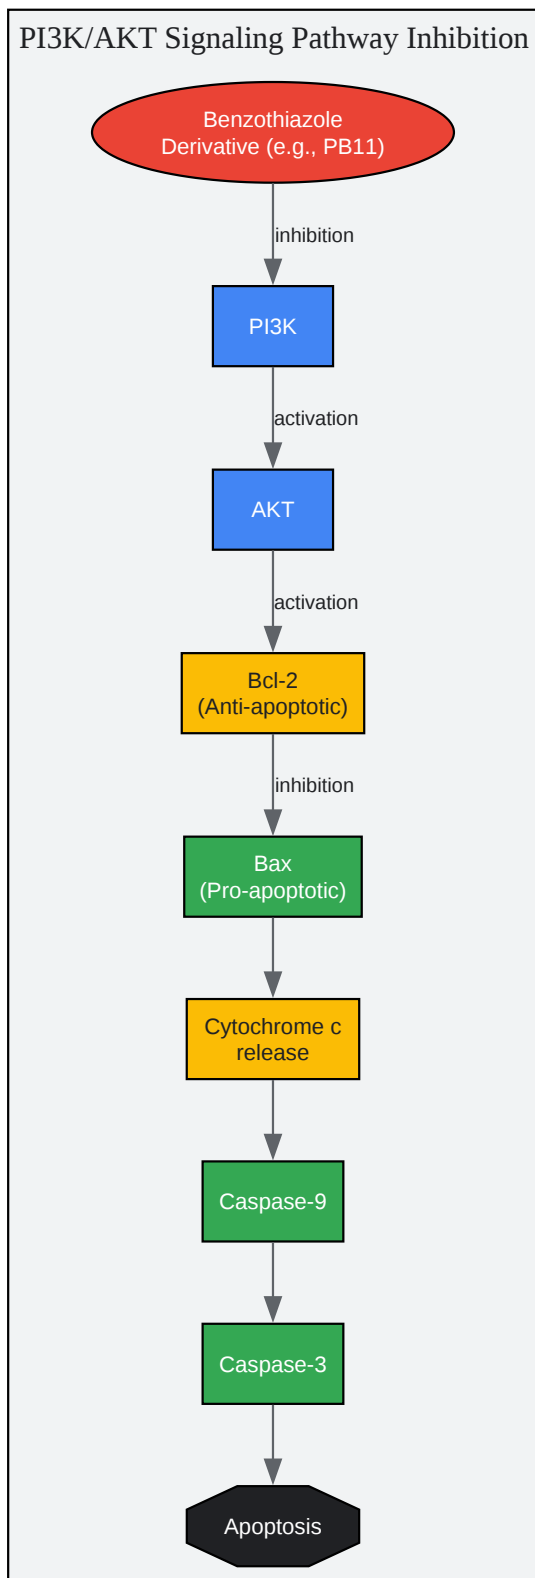 PI3K/AKT Signaling Pathway Inhibition
Benzothiazole
Derivative (e.g., PB11)
inhibition
PI3K
activation
AKT
activation
Bcl-2
(Anti-apoptotic)
inhibition
Bax
(Pro-apoptotic)
Cytochrome c
release
Caspase-9
Caspase-3
Apoptosis